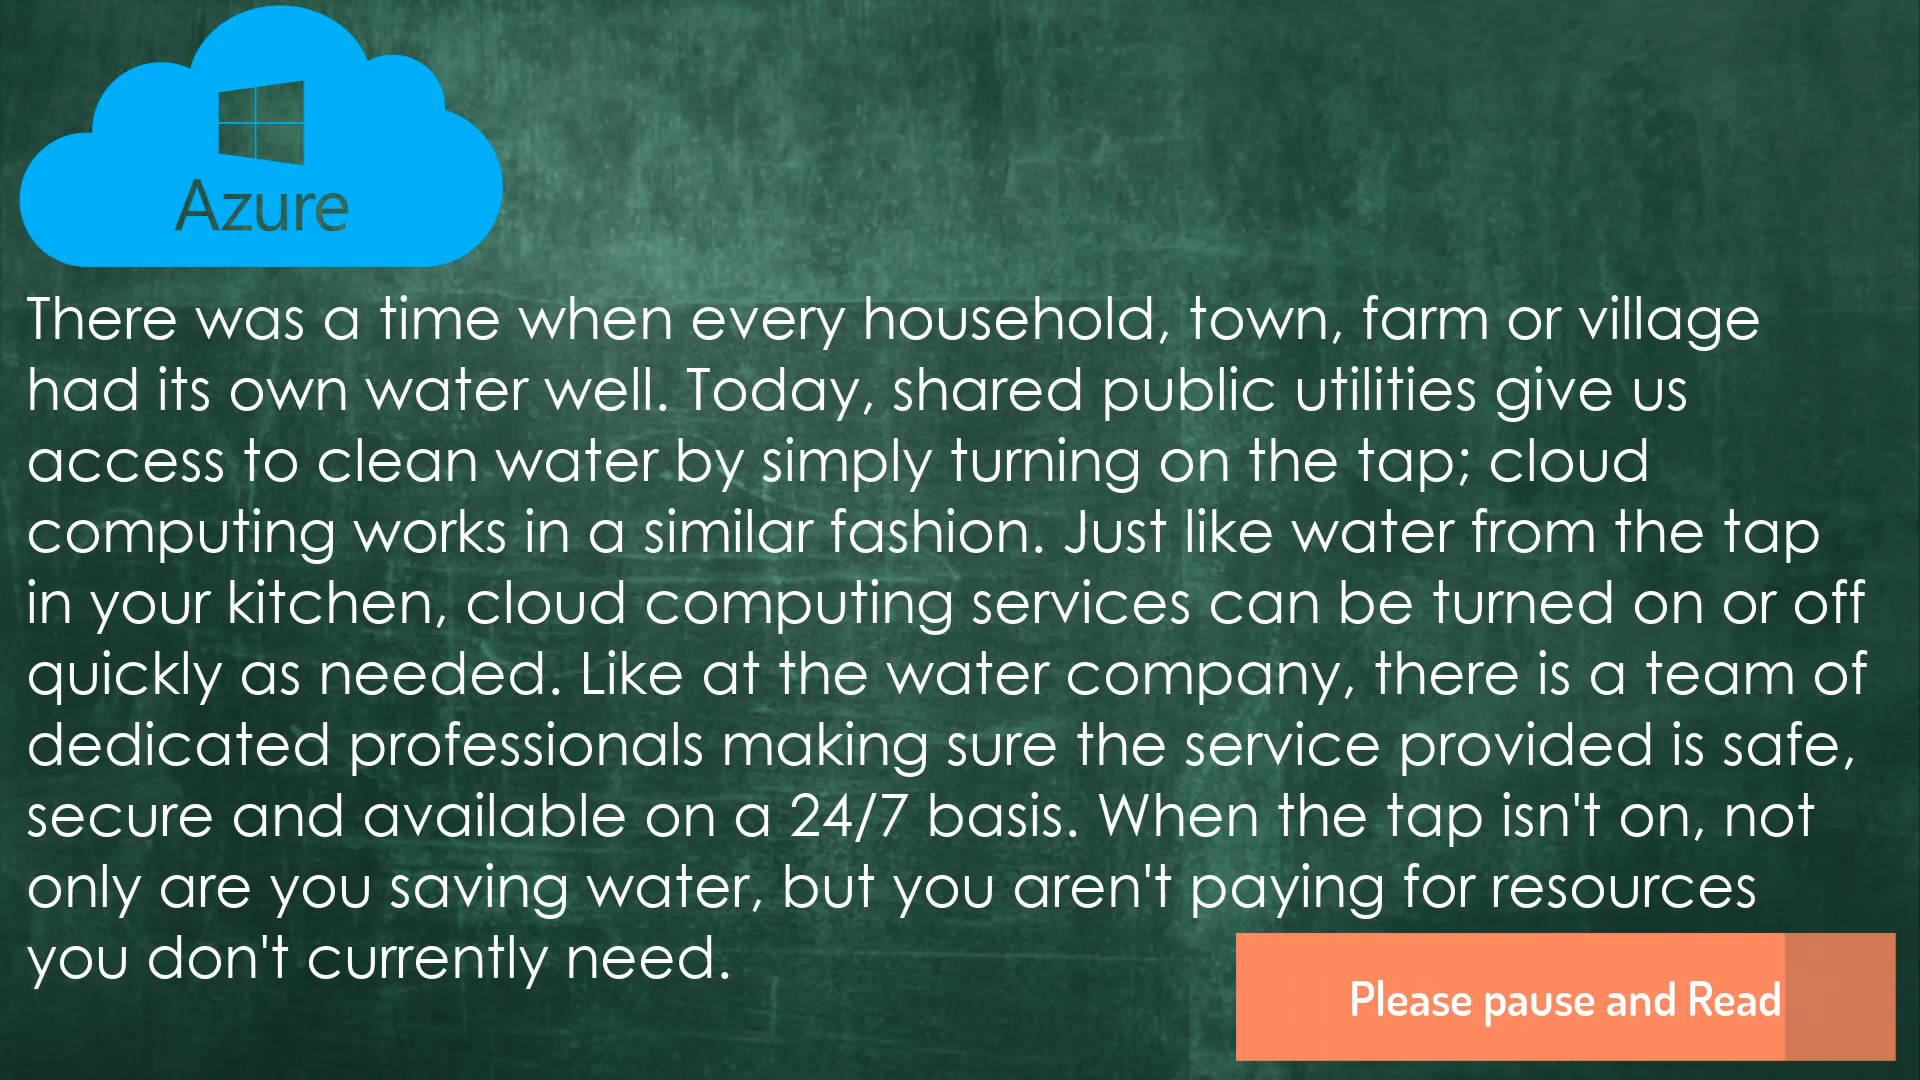 Azure
There was a time when every household, town, farm or village
had its own water well. Today, shared public utilities give us
access to clean water by simply turning on the tap; cloud
computing works in a similar fashion. Just like water from the tap
in your kitchen, cloud computing services can be turned on or off
quickly as needed. Like at the water company, there is a team of
dedicated professionals making sure the service provided is safe,
secure and available on a 24/7 basis. When the tap isn't on, not
only are you saving water, but you aren't paying for resources
you don't currently need.
Please pause and Read